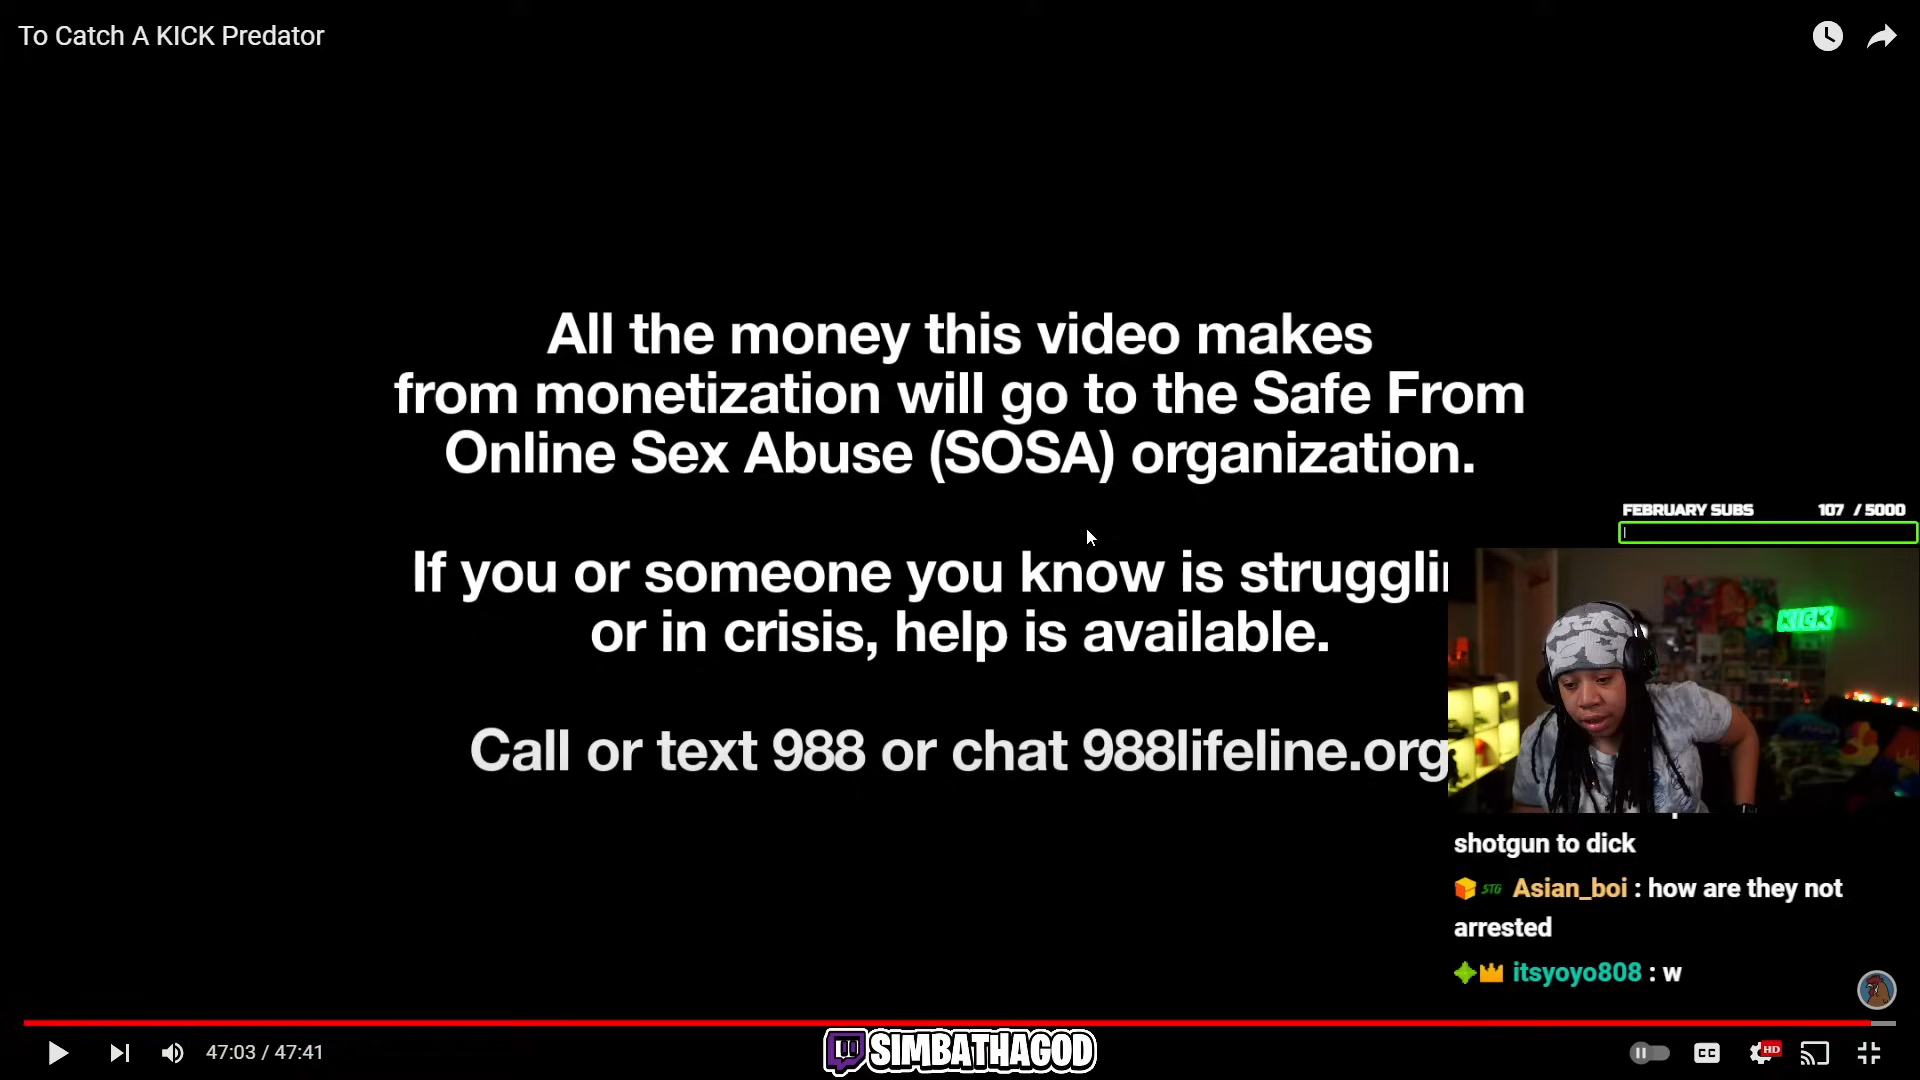 To Catch A KICK Predator
All the money this video makes
from monetization will go to the Safe From
Online Sex Abuse (SOSA) organization.
FEBRUARY SUBS 107 / 5000
If you or someone you know is struggli
or in crisis, help is available.
KICK
Call or text 988 or chat 988lifeline.org
shotgun to dick
STG Asian_boi : how are they not
arrested
itsyoyo808 : w
47:03 / 47:41
SIMBATHAGOD
CC
HD